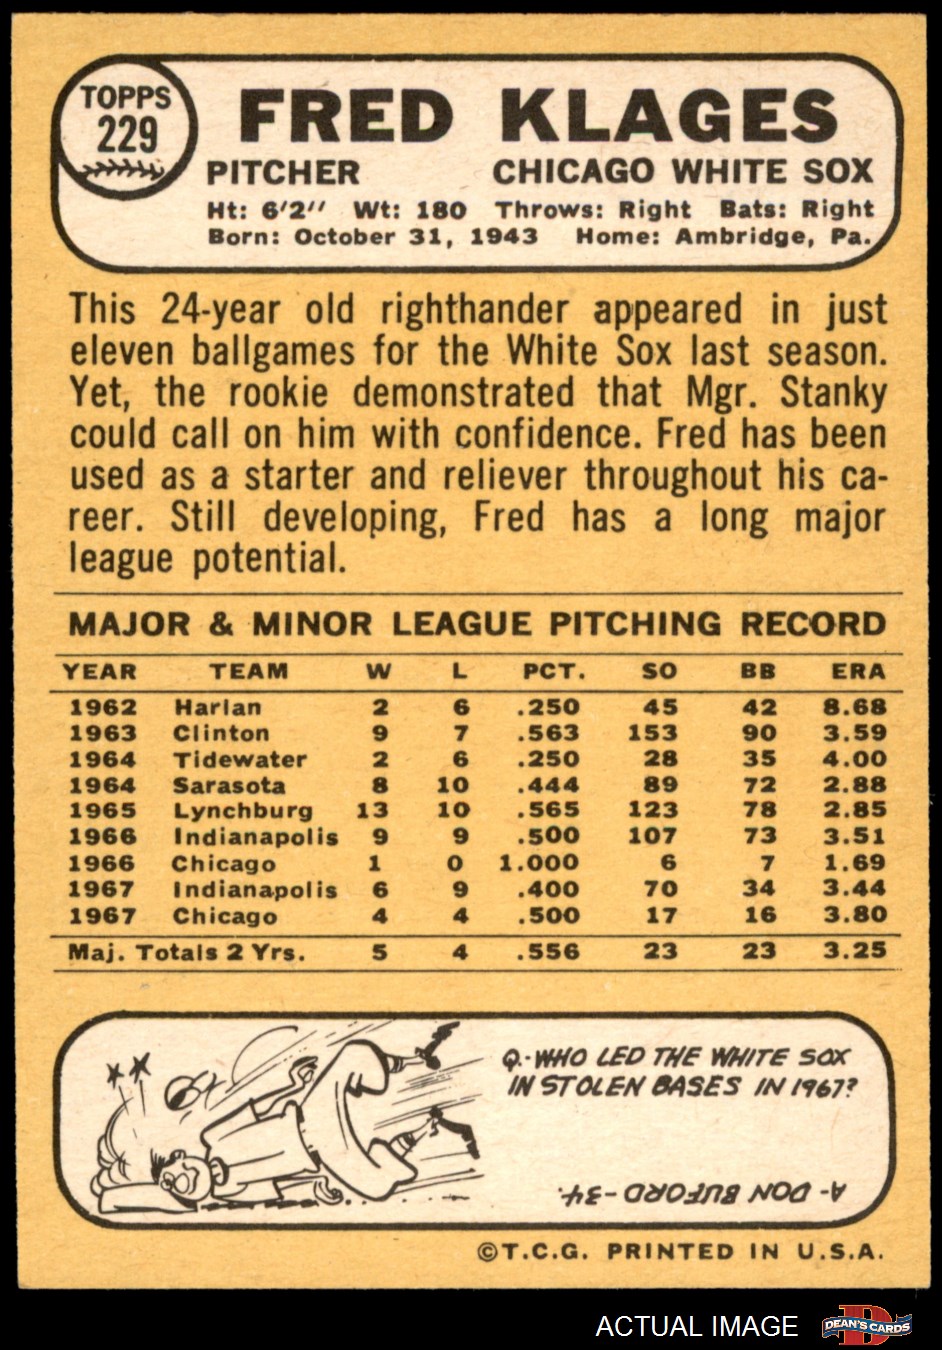 TOPPS
229
FRED KLAGES
PITCHER CHICAGO WHITE SOX
Ht: 6'2" Wt: 180 Throws: Right Bats: Right
Born: October 31, 1943 Home: Ambridge, Pa.
This 24-year old righthander appeared in just
eleven ballgames for the White Sox last season.
Yet, the rookie demonstrated that Mgr. Stanky
could call on him with confidence. Fred has been
used as a starter and reliever throughout his ca-
reer. Still developing, Fred has a long major
league potential.
MAJOR & MINOR LEAGUE PITCHING RECORD
YEAR TEAM W L PCT. SO BB ERA
1962 Harlan 2 6 .250 45 42 8.68
1963 Clinton 9 7 .563 153 90 3.59
1964 Tidewater 2 6 .250 28 35 4.00
1964 Sarasota 8 10 .444 89 72 2.88
1965 Lynchburg 13 10 .565 123 78 2.85
1966 Indianapolis 9 9 .500 107 73 3.51
1966 Chicago 1 0 1.000 6 7 1.69
1967 Indianapolis 6 9 .400 70 34 3.44
1967 Chicago 4 4 .500 17 16 3.80
Maj. Totals 2 Yrs. 5 4 .556 23 23 3.25
Q.-WHO LED THE WHITE SOX
IN STOLEN BASES IN 1967?
A- DON BUFORD -34.
©T.C.G. PRINTED IN U.S.A.
ACTUAL IMAGE
D
DEAN'S CARDS